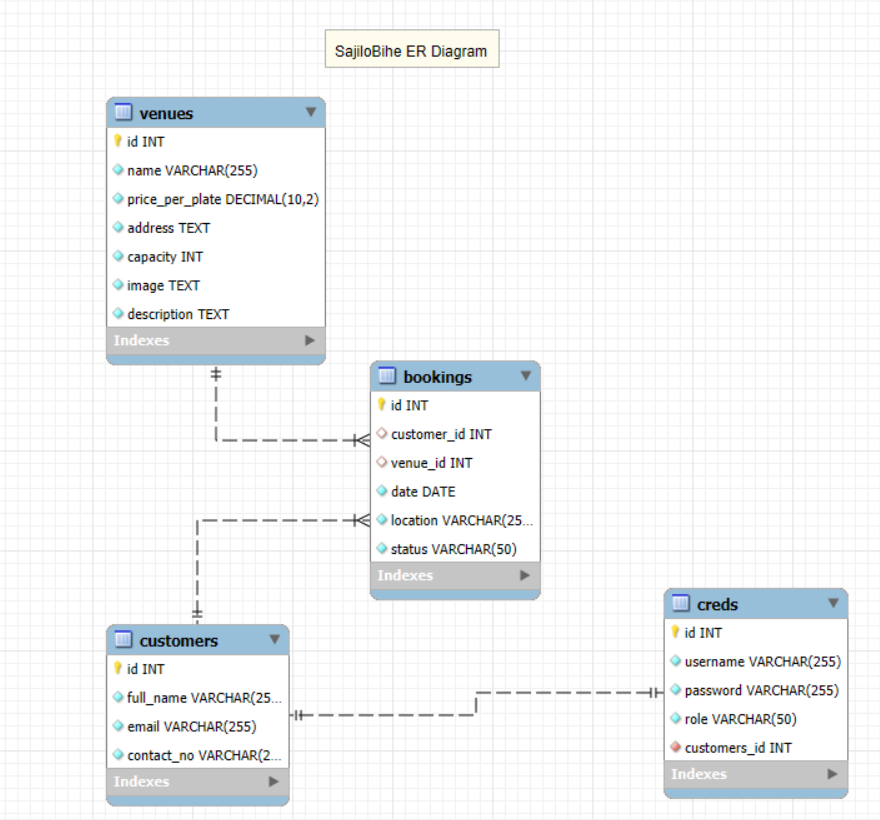 SajiloBihe ER Diagram
venues
id INT
name VARCHAR(255)
price_per_plate DECIMAL(10,2)
address TEXT
capacity INT
image TEXT
description TEXT
Indexes
bookings
id INT
customer_id INT
venue_id INT
date DATE
location VARCHAR(25...
status VARCHAR(50)
Indexes
customers
id INT
full_name VARCHAR(25...
email VARCHAR(255)
contact_no VARCHAR(2...
Indexes
creds
id INT
username VARCHAR(255)
password VARCHAR(255)
role VARCHAR(50)
customers_id INT
Indexes